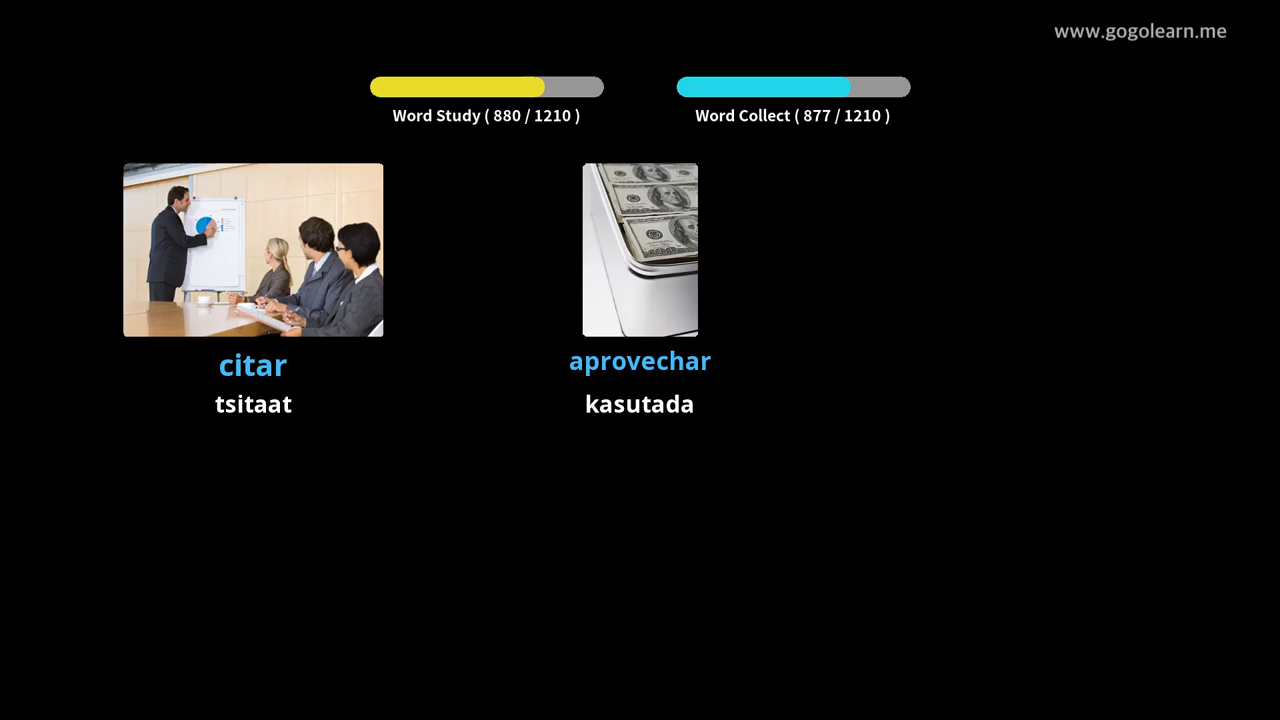 www.gogolearn.me
Word Study ( 880 / 1210 )
Word Collect ( 877 / 1210 )
citar
tsitaat
aprovechar
kasutada